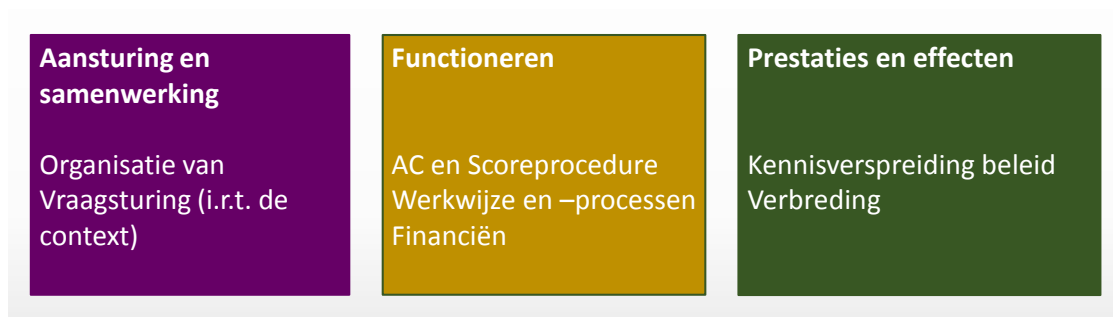 Aansturing en
samenwerking
Organisatie van
Vraagsturing (i.r.t. de
context)
Functioneren
AC en Scoreprocedure
Werkwijze en –processen
Financiën
Prestaties en effecten
Kennisverspreiding beleid
Verbreding